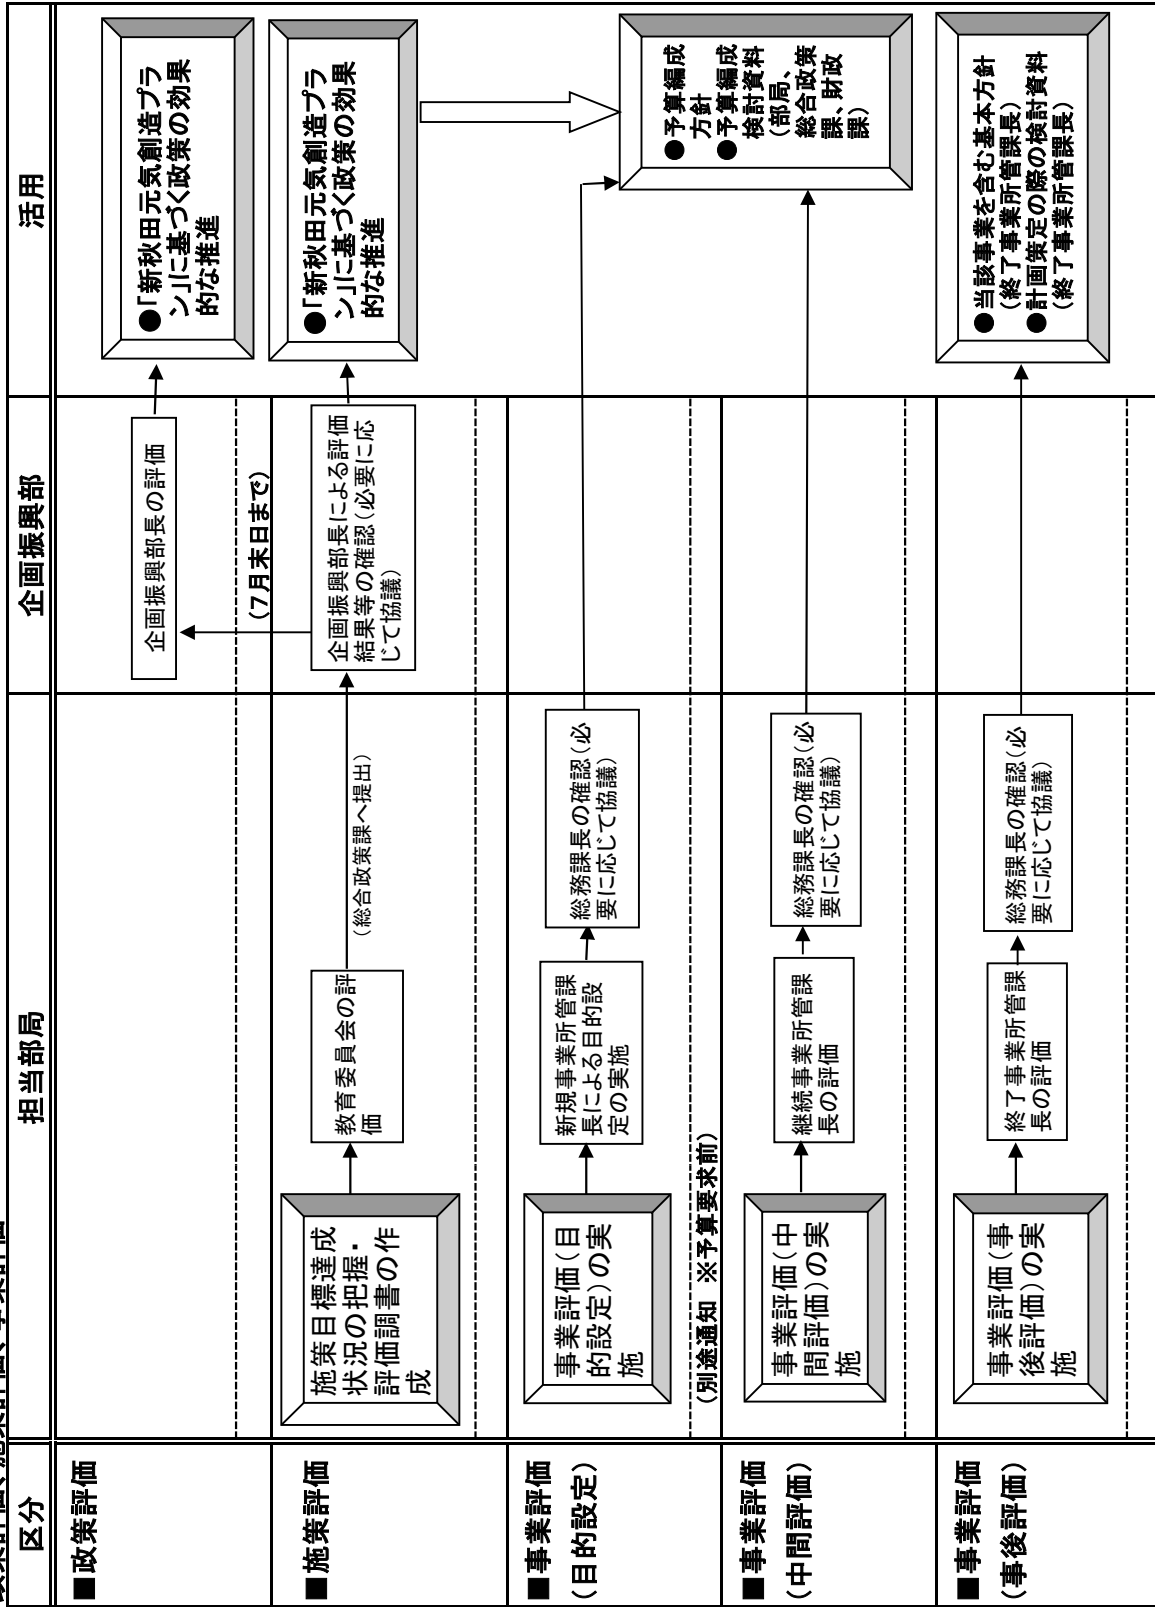 区分
担当部局
企画振興部
活用
■政策評価
企画振興部長の評価
●「新秋田元気創造プラ
ン」に基づく政策の効果
的な推進
(7月末日まで)
■施策評価
施策目標達成
状況の把握・
評価調書の作
成
教育委員会の評
価
(総合政策課へ提出)
企画振興部長による評価
結果等の確認(必要に応
じて協議)
●「新秋田元気創造プラ
ン」に基づく政策の効果
的な推進
■事業評価
(目的設定)
事業評価(目
的設定)の実
施
新規事業所管課
長による目的設
定の実施
総務課長の確認(必
要に応じて協議)
●予算編成
方針
●予算編成
検討資料
(部局、
総合政策
課、財政
課)
(別途通知 ※予算要求前)
■事業評価
(中間評価)
事業評価(中
間評価)の実
施
継続事業所管課
長の評価
総務課長の確認(必
要に応じて協議)
■事業評価
(事後評価)
事業評価(事
後評価)の実
施
終了事業所管課
長の評価
総務課長の確認(必
要に応じて協議)
●当該事業を含む基本方針
(終了事業所管課長)
●計画策定の際の検討資料
(終了事業所管課長)